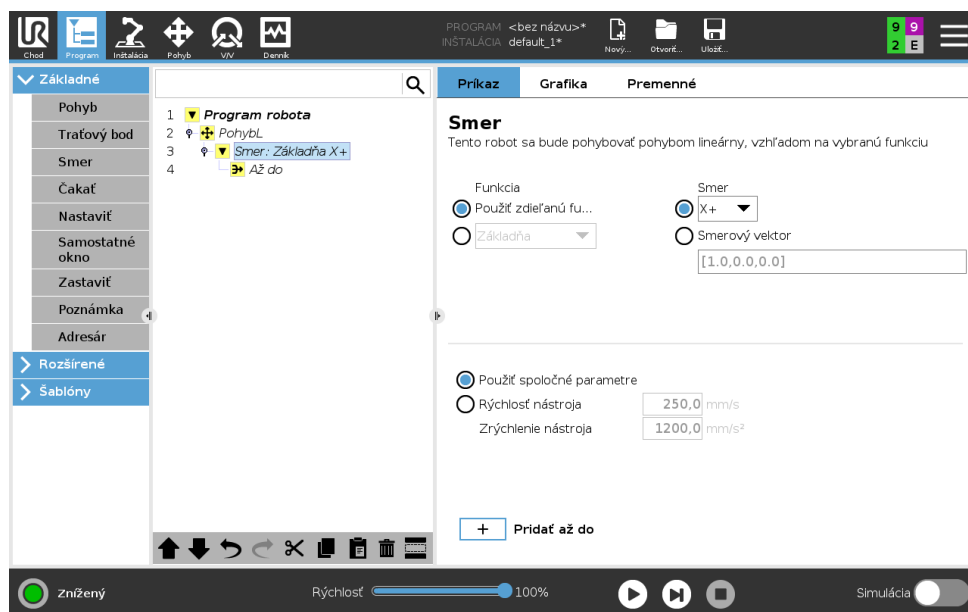 PROGRAM <bez názvu>*
INŠTALÁCIA default_1*
Chod Program Inštalácia Pohyb V/V Denník Nový... Otvoriť... Uložiť...
9 9
2 E
Základné
Pohyb
Traťový bod
Smer
Čakať
Nastaviť
Samostatné
okno
Zastaviť
Poznámka
Adresár
Rozšírené
Šablóny
1 Program robota
2 PohybL
3 Smer: Základňa X+
4 Až do
Príkaz Grafika Premenné
Smer
Tento robot sa bude pohybovať pohybom lineárny, vzhľadom na vybranú funkciu
Funkcia Smer
Použiť zdieľanú fu... X+
Základňa Smerový vektor
[1.0,0.0,0.0]
Použiť spoločné parametre
Rýchlosť nástroja 250,0 mm/s
Zrýchlenie nástroja 1200,0 mm/s²
+ Pridať až do
Znížený Rýchlosť 100% Simulácia